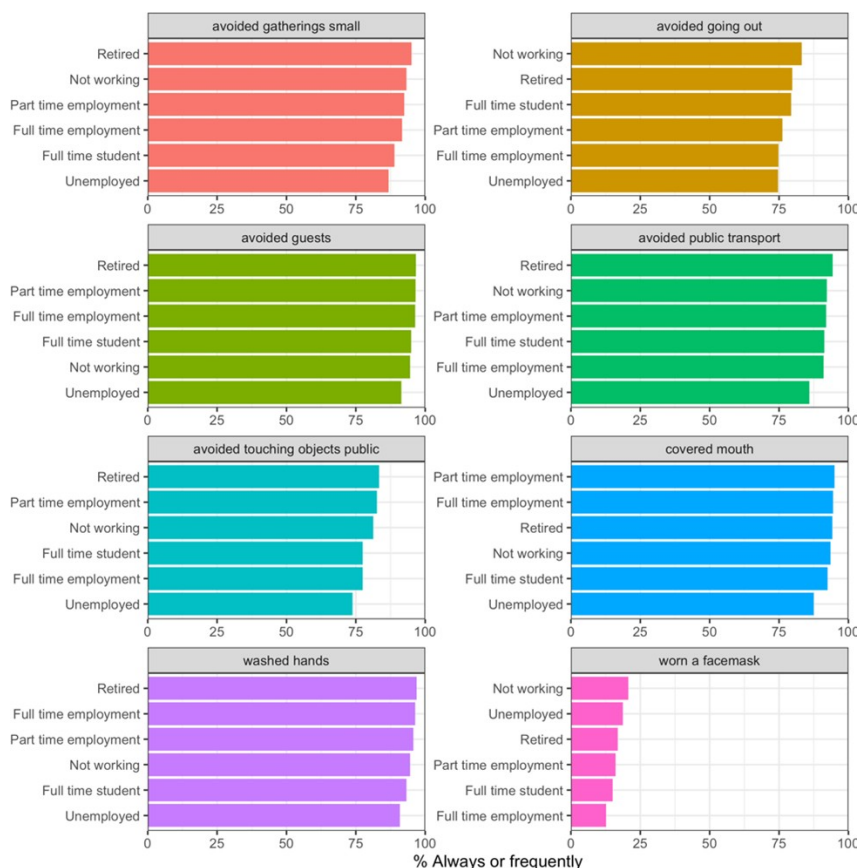 avoided gatherings small
Retired
Not working
Part time employment
Full time employment
Full time student
Unemployed
0 25 50 75 100
avoided going out
Not working
Retired
Full time student
Part time employment
Full time employment
Unemployed
0 25 50 75 100
avoided guests
Retired
Part time employment
Full time employment
Full time student
Not working
Unemployed
0 25 50 75 100
avoided public transport
Retired
Not working
Part time employment
Full time student
Full time employment
Unemployed
0 25 50 75 100
avoided touching objects public
Retired
Part time employment
Not working
Full time student
Full time employment
Unemployed
0 25 50 75 100
covered mouth
Part time employment
Full time employment
Retired
Not working
Full time student
Unemployed
0 25 50 75 100
washed hands
Retired
Full time employment
Part time employment
Not working
Full time student
Unemployed
0 25 50 75 100
worn a facemask
Not working
Unemployed
Retired
Part time employment
Full time student
Full time employment
0 25 50 75 100
% Always or frequently